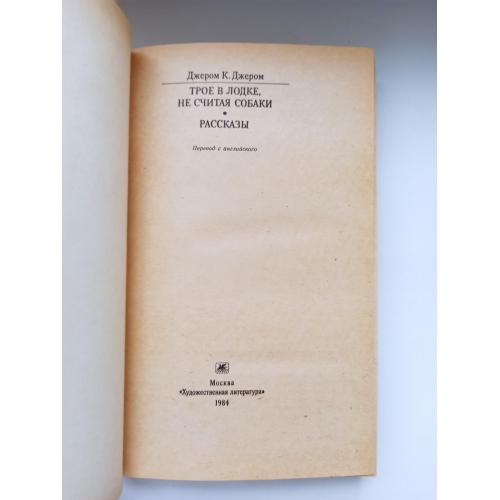 Джером К. Джером
ТРОЕ В ЛОДКЕ,
НЕ СЧИТАЯ СОБАКИ
•
РАССКАЗЫ
Перевод с английского
Москва
«Художественная литература»
1984